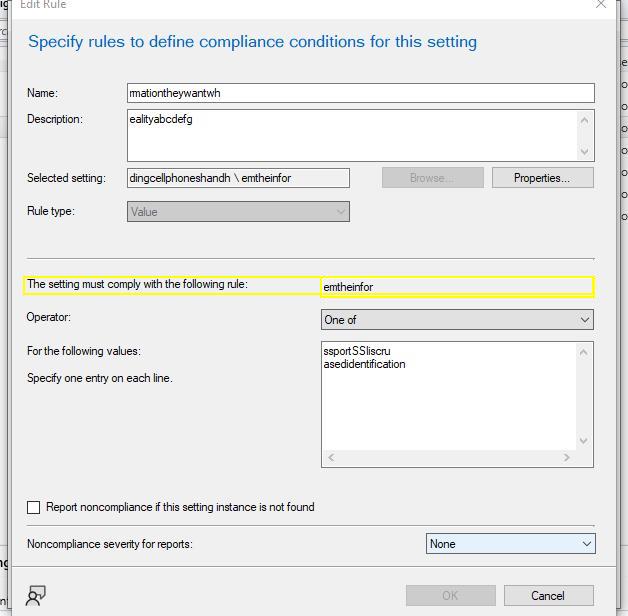 Edit Rule
Specify rules to define compliance conditions for this setting
Name:
rmationtheywantwh
Description:
ealityabcdefg
Selected setting:
dingcellphoneshandh \ emtheinfor
Browse...
Properties...
Rule type:
Value
The setting must comply with the following rule:
emtheinfor
Operator:
One of
For the following values:
ssportSSIiscru
asedidentification
Specify one entry on each line.
Report noncompliance if this setting instance is not found
Noncompliance severity for reports:
None
OK
Cancel